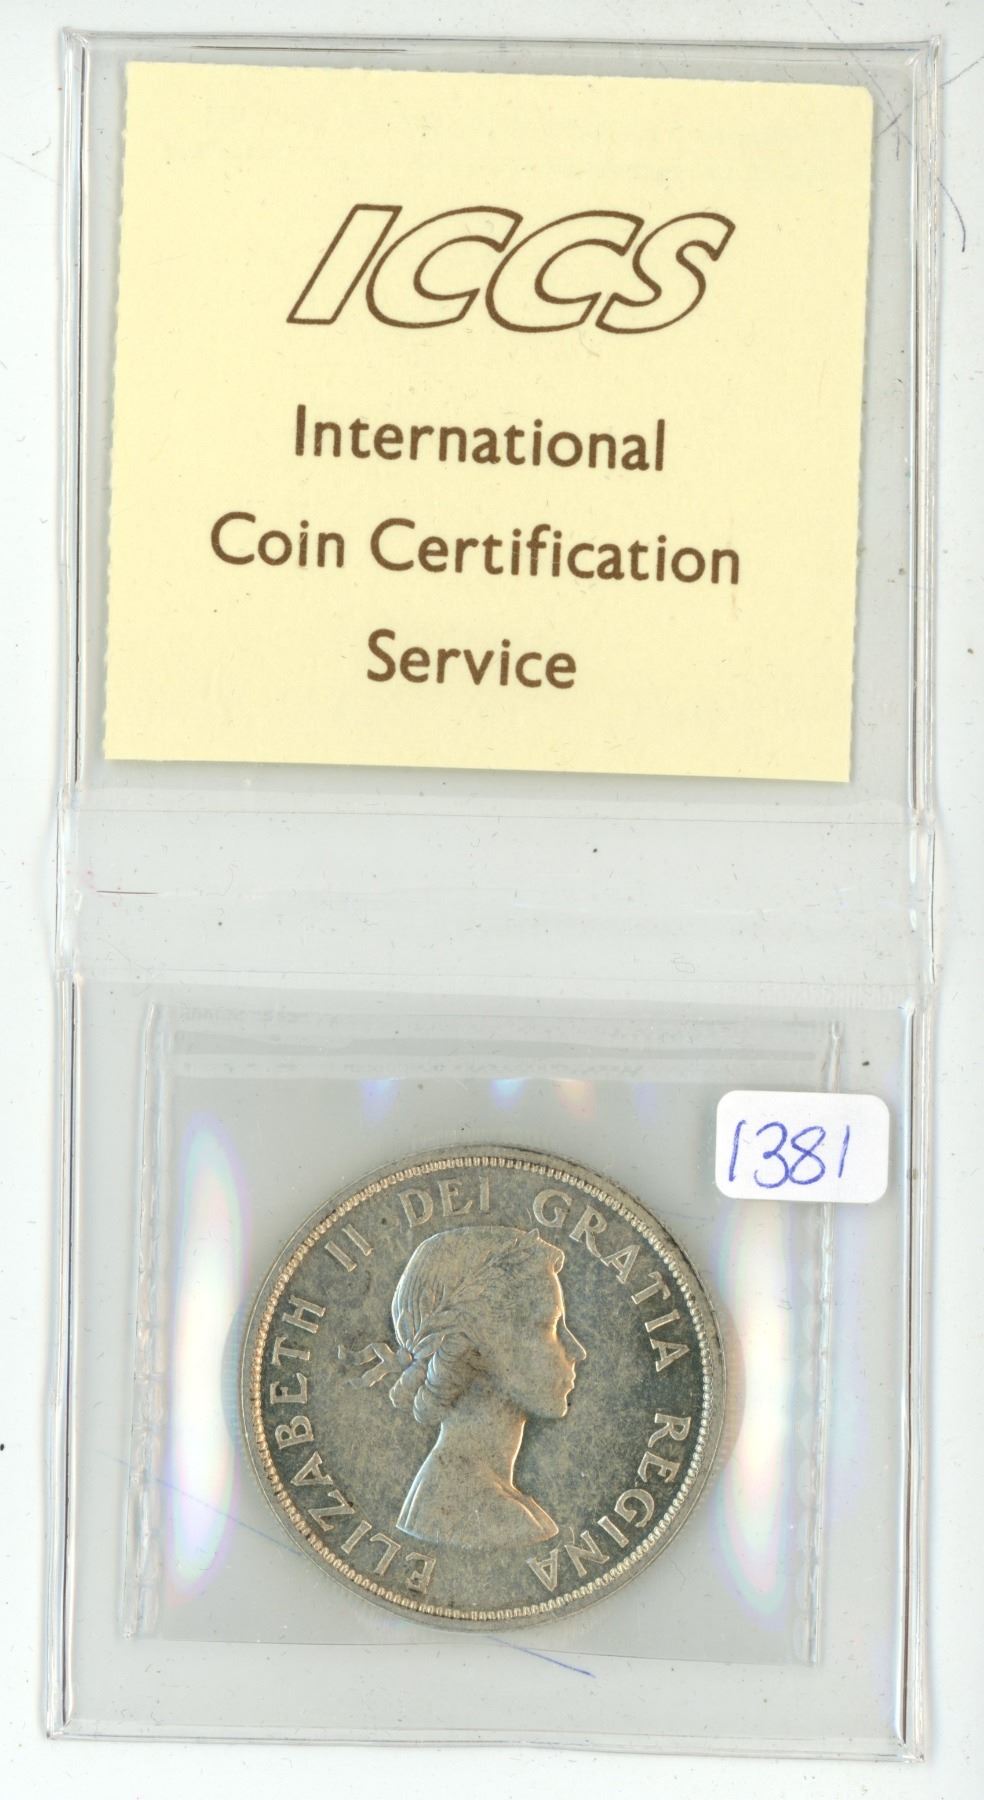 ICCS
International
Coin Certification
Service
1381
ELIZABETH II DEI GRATIA REGINA